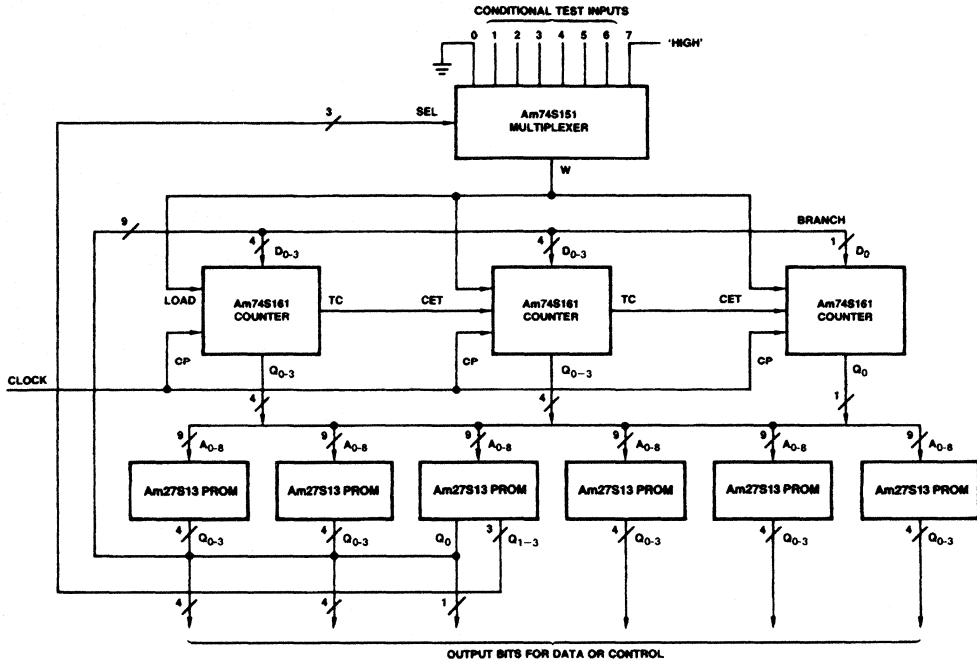 CONDITIONAL TEST INPUTS
0 1 2 3 4 5 6 7
'HIGH'
3
SEL
Am74S151
MULTIPLEXER
W
9
BRANCH
4
D0-3
4
D0-3
1
D0
LOAD
Am74S161
COUNTER
TC
CET
Am74S161
COUNTER
TC
CET
Am74S161
COUNTER
CP
CP
CP
CLOCK
Q0-3
Q0-3
Q0
4
4
1
9
A0-8
9
A0-8
9
A0-8
9
A0-8
9
A0-8
9
A0-8
Am27S13 PROM
Am27S13 PROM
Am27S13 PROM
Am27S13 PROM
Am27S13 PROM
Am27S13 PROM
4
Q0-3
4
Q0-3
Q0
3
Q1-3
4
Q0-3
4
Q0-3
4
Q0-3
4
4
1
OUTPUT BITS FOR DATA OR CONTROL